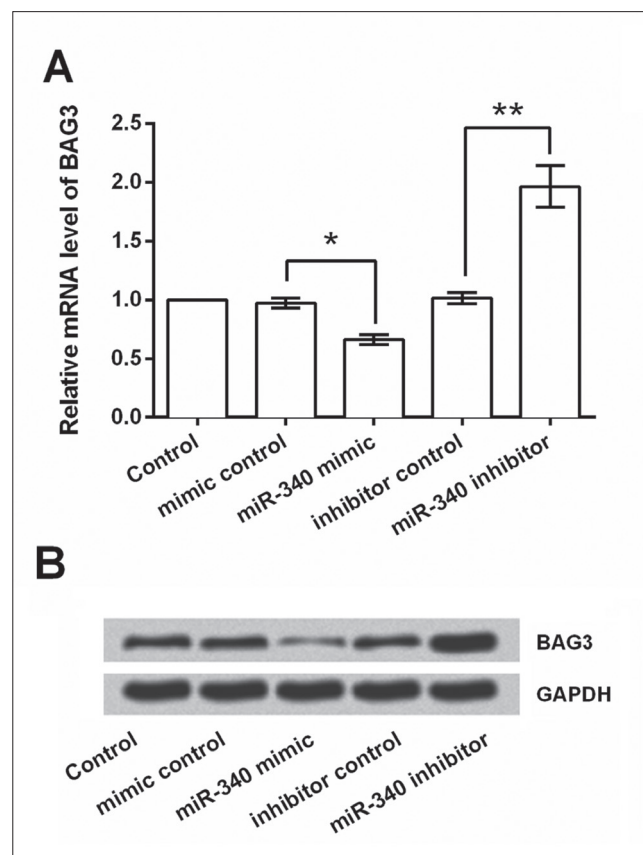 A
Relative mRNA level of BAG3
2.5
2.0
1.5
1.0
0.5
0.0
*
**
Control
mimic control
miR-340 mimic
inhibitor control
miR-340 inhibitor
B
BAG3
GAPDH
Control
mimic control
miR-340 mimic
inhibitor control
miR-340 inhibitor